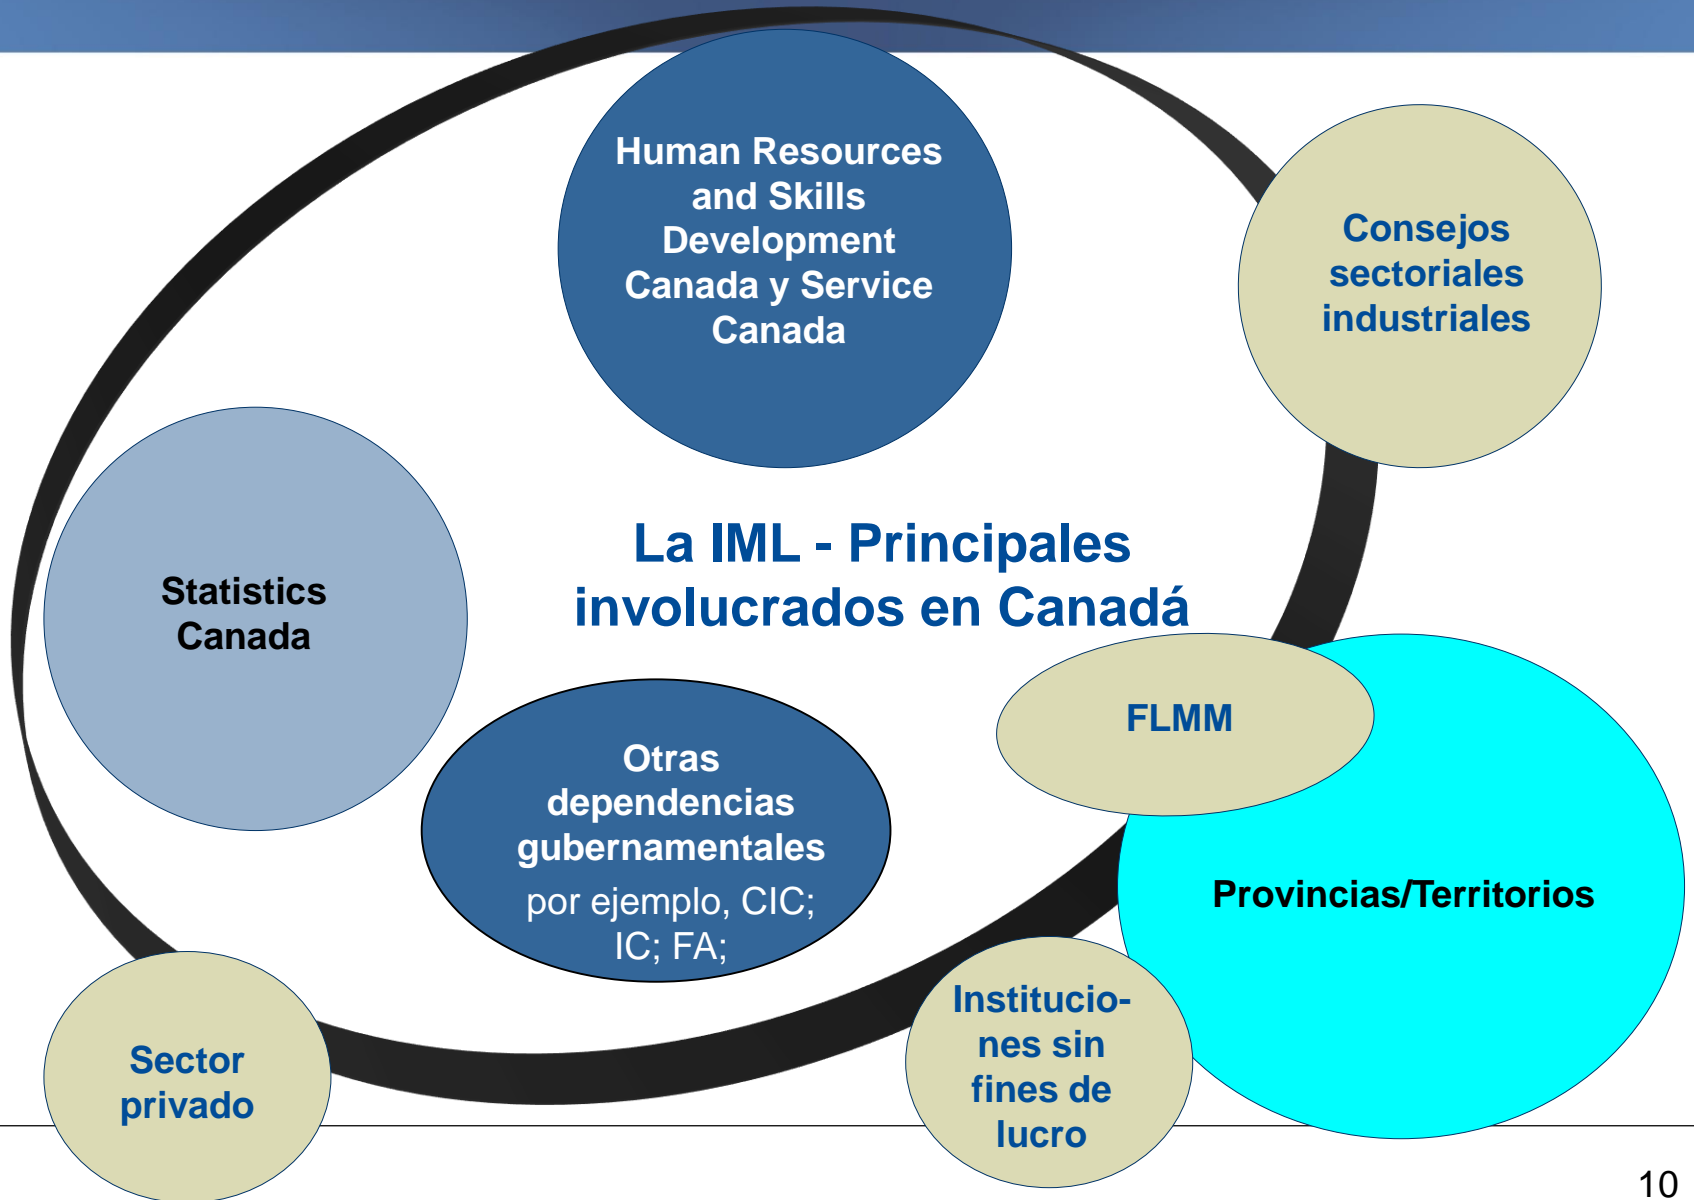 Human Resources
and Skills
Development
Canada y Service
Canada
Consejos
sectoriales
industriales
La IML - Principales
involucrados en Canadá
Statistics
Canada
FLMM
Otras
dependencias
gubernamentales
por ejemplo, CIC;
IC; FA;
Provincias/Territorios
Institucio-
nes sin
fines de
lucro
Sector
privado
10